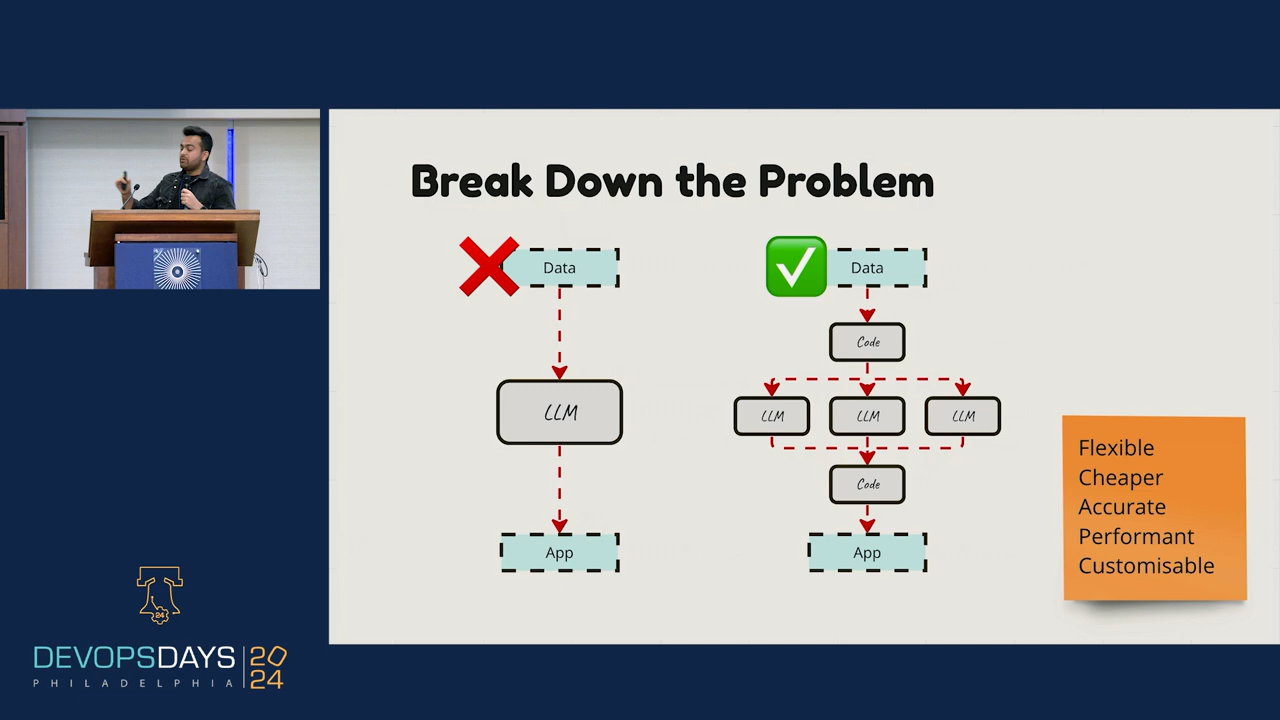 Break Down the Problem
Data
LLM
App
Data
Code
LLM LLM LLM
Code
App
Flexible
Cheaper
Accurate
Performant
Customisable
24
DEVOPSDAYS 2024
PHILADELPHIA